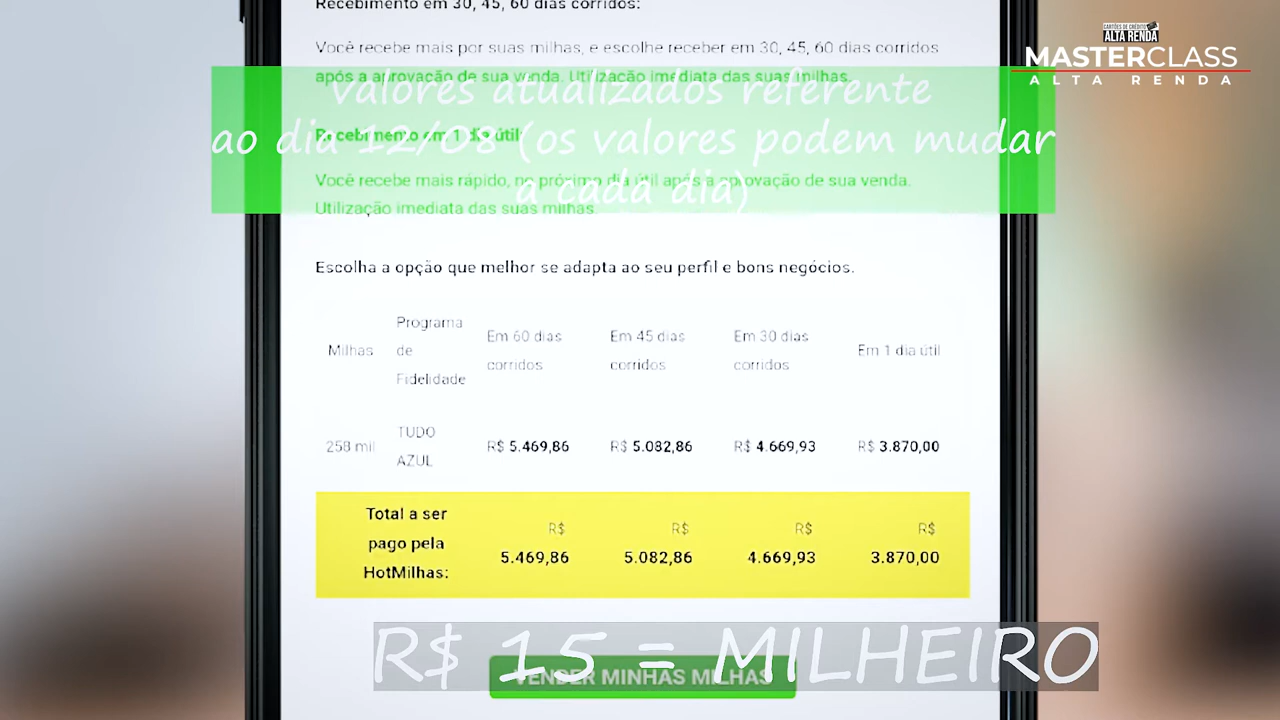 Recebimento em 30, 45, 60 dias corridos:
Você recebe mais por suas milhas, e escolhe receber em 30, 45, 60 dias corridos
após a aprovação de sua venda. Utilização imediata das suas milhas.
Recebimento em 1 dia útil:
Você recebe mais rápido, no próximo dia útil após a aprovação de sua venda.
Utilização imediata das suas milhas.
CARTÕES DE CRÉDITO
ALTA RENDA
MASTERCLASS
ALTA RENDA
valores atualizados referente
ao dia 12/08 (os valores podem mudar
a cada dia)
Escolha a opção que melhor se adapta ao seu perfil e bons negócios.
Milhas
Programa
de
Fidelidade
Em 60 dias
corridos
Em 45 dias
corridos
Em 30 dias
corridos
Em 1 dia útil
258 mil
TUDO
AZUL
R$ 5.469,86
R$ 5.082,86
R$ 4.669,93
R$ 3.870,00
Total a ser
pago pela
HotMilhas:
R$
5.469,86
R$
5.082,86
R$
4.669,93
R$
3.870,00
R$ 15 = MILHEIRO
VENDER MINHAS MILHAS